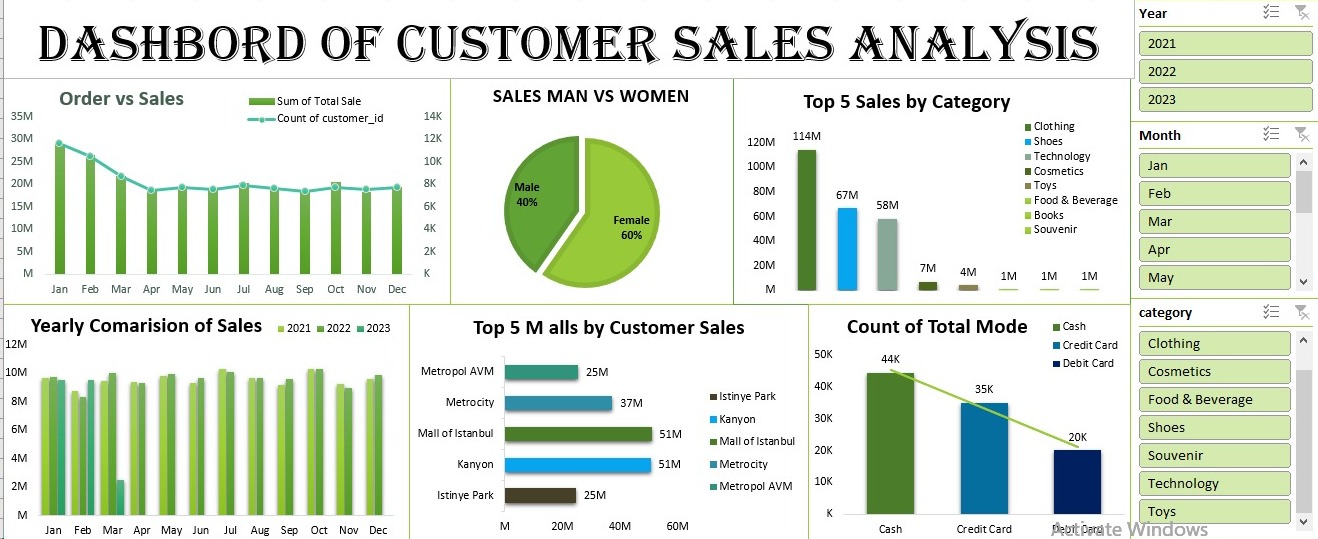 DASHBORD OF CUSTOMER SALES ANALYSIS
Year
2021
2022
2023
Order vs Sales
Sum of Total Sale
Count of customer_id
35M
30M
25M
20M
15M
10M
5M
M
14K
12K
10K
8K
6K
4K
2K
K
Jan Feb Mar Apr May Jun Jul Aug Sep Oct Nov Dec
SALES MAN VS WOMEN
Male
40%
Female
60%
Top 5 Sales by Category
120M
100M
80M
60M
40M
20M
M
114M
67M
58M
7M
4M
1M
1M
1M
Clothing
Shoes
Technology
Cosmetics
Toys
Food & Beverage
Books
Souvenir
Month
Jan
Feb
Mar
Apr
May
Yearly Comarision of Sales
2021 2022 2023
12M
10M
8M
6M
4M
2M
M
Jan Feb Mar Apr May Jun Jul Aug Sep Oct Nov Dec
Top 5 M alls by Customer Sales
Metropol AVM 25M
Metrocity 37M
Mall of Istanbul 51M
Kanyon 51M
Istinye Park 25M
M 20M 40M 60M
Istinye Park
Kanyon
Mall of Istanbul
Metrocity
Metropol AVM
Count of Total Mode
Cash
Credit Card
Debit Card
50K
40K
30K
20K
10K
K
44K
35K
20K
Cash Credit Card Debit Card
category
Clothing
Cosmetics
Food & Beverage
Shoes
Souvenir
Technology
Toys
Activate Windows